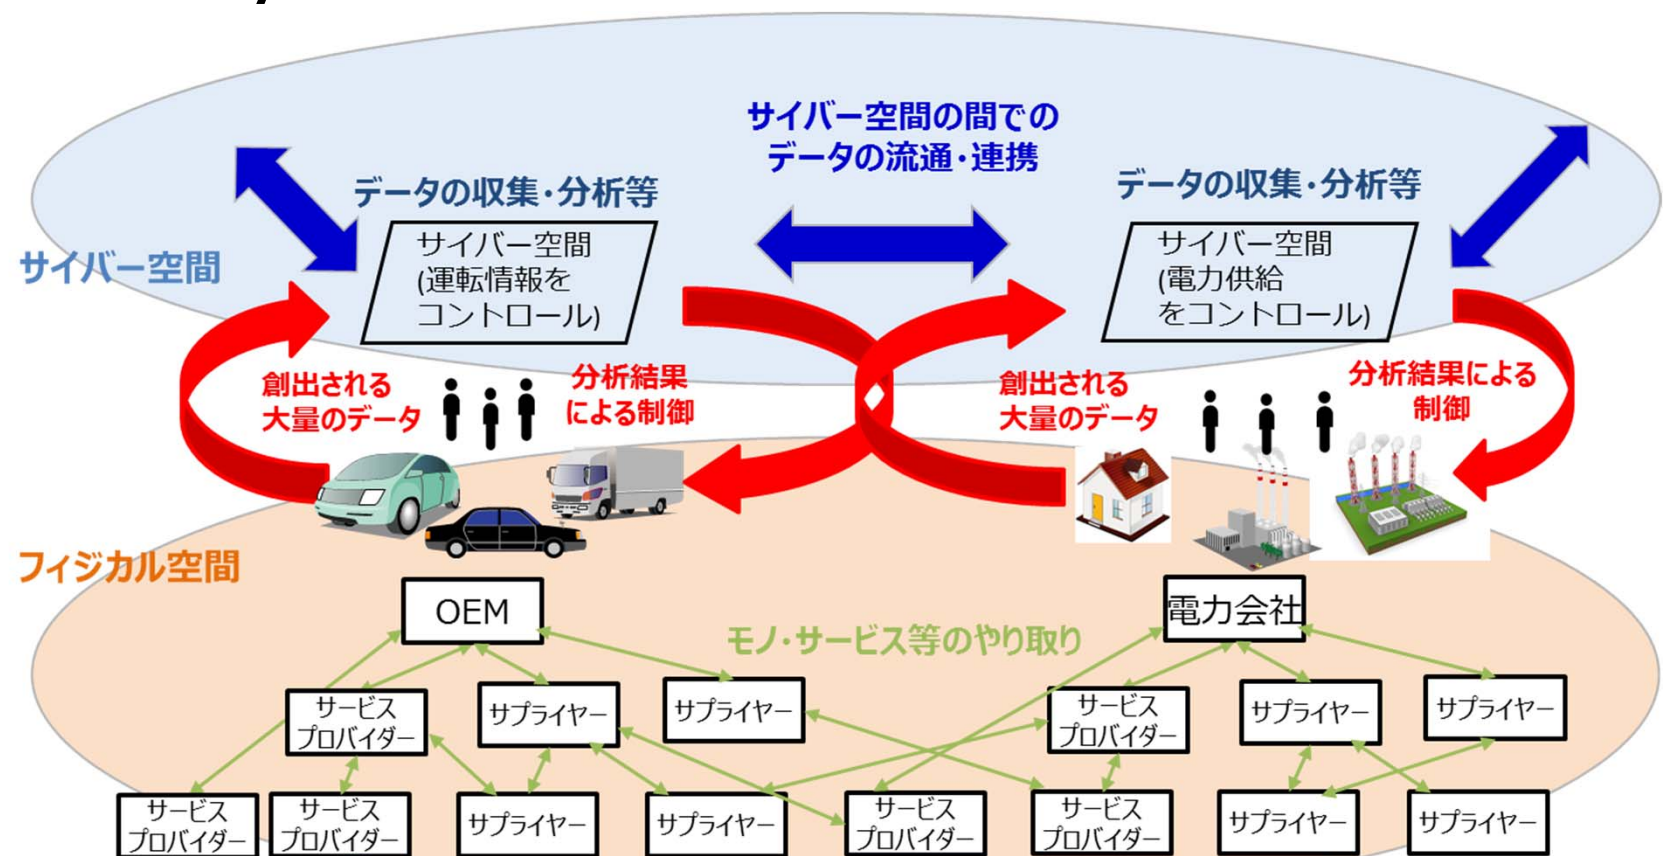 サイバー空間の間での
データの流通・連携
データの収集・分析等
データの収集・分析等
サイバー空間
(運転情報を
コントロール)
サイバー空間
(電力供給
をコントロール)
サイバー空間
創出される
大量のデータ
分析結果
による制御
創出される
大量のデータ
分析結果による
制御
フィジカル空間
OEM
電力会社
モノ・サービス等のやり取り
サービス
プロバイダー
サプライヤー
サプライヤー
サービス
プロバイダー
サプライヤー
サプライヤー
サービス
プロバイダー
サービス
プロバイダー
サプライヤー
サプライヤー
サービス
プロバイダー
サービス
プロバイダー
サプライヤー
サプライヤー